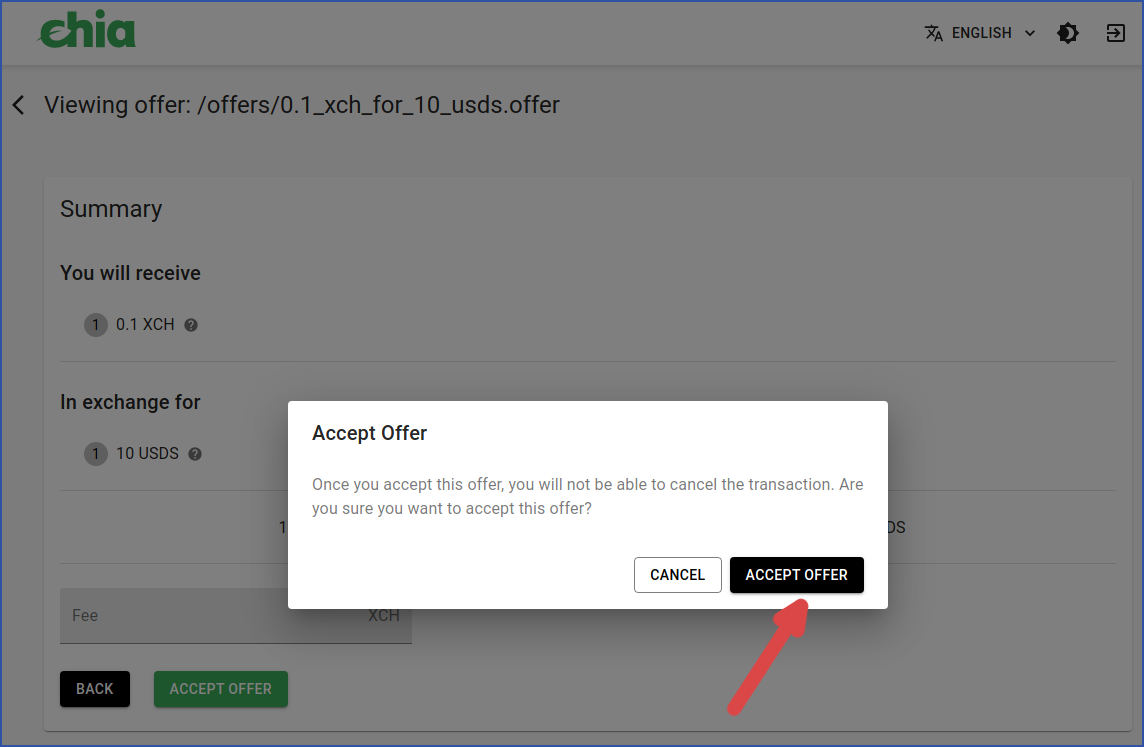 chia
ENGLISH
Viewing offer: /offers/0.1_xch_for_10_usds.offer
Summary
You will receive
1 0.1 XCH ?
In exchange for
1 10 USDS ?
Accept Offer
Once you accept this offer, you will not be able to cancel the transaction. Are
you sure you want to accept this offer?
1 DS
CANCEL ACCEPT OFFER
Fee XCH
BACK ACCEPT OFFER